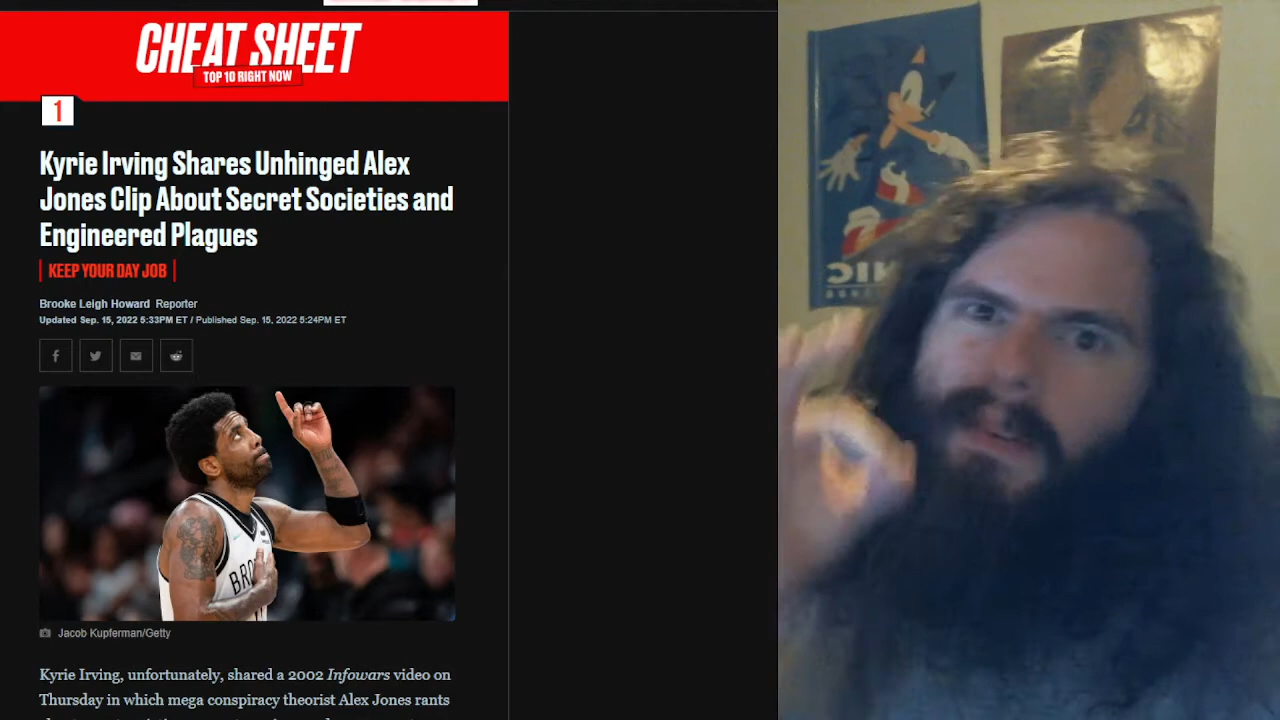 CHEAT SHEET
TOP 10 RIGHT NOW
1
Kyrie Irving Shares Unhinged Alex
Jones Clip About Secret Societies and
Engineered Plagues
KEEP YOUR DAY JOB
Brooke Leigh Howard Reporter
Updated Sep. 15, 2022 5:33PM ET / Published Sep. 15, 2022 5:24PM ET
BRO
Jacob Kupferman/Getty
Kyrie Irving, unfortunately, shared a 2002 Infowars video on
Thursday in which mega conspiracy theorist Alex Jones rants